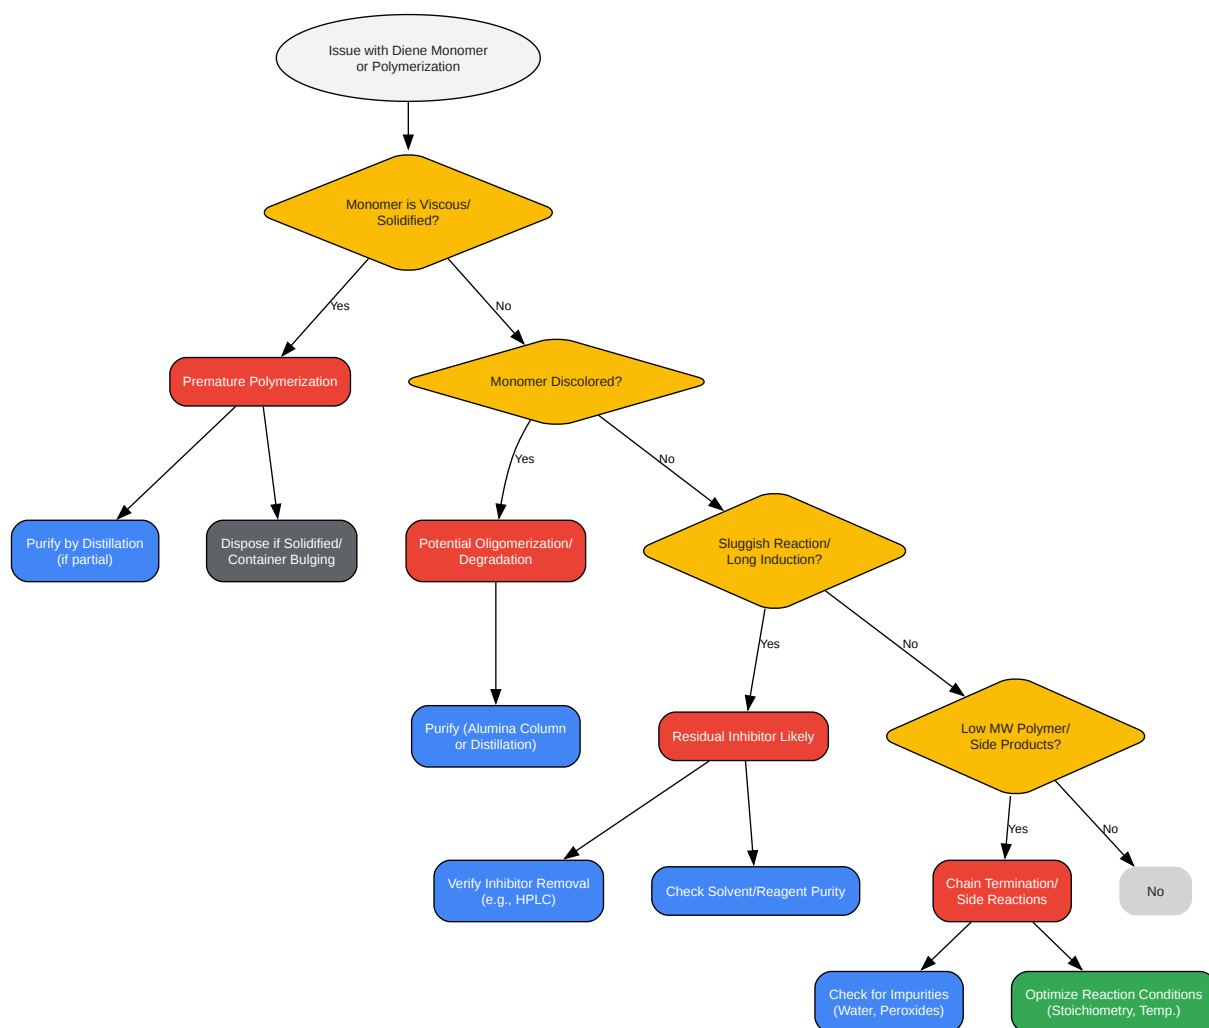 Issue with Diene Monomer
or Polymerization
Monomer is Viscous/
Solidified?
Yes
No
Premature Polymerization
Monomer Discolored?
Yes
No
Purify by Distillation
(if partial)
Dispose if Solidified/
Container Bulging
Potential Oligomerization/
Degradation
Sluggish Reaction/
Long Induction?
Yes
No
Purify (Alumina Column
or Distillation)
Residual Inhibitor Likely
Low MW Polymer/
Side Products?
Yes
No
Verify Inhibitor Removal
(e.g., HPLC)
Check Solvent/Reagent Purity
Chain Termination/
Side Reactions
No
Check for Impurities
(Water, Peroxides)
Optimize Reaction Conditions
(Stoichiometry, Temp.)